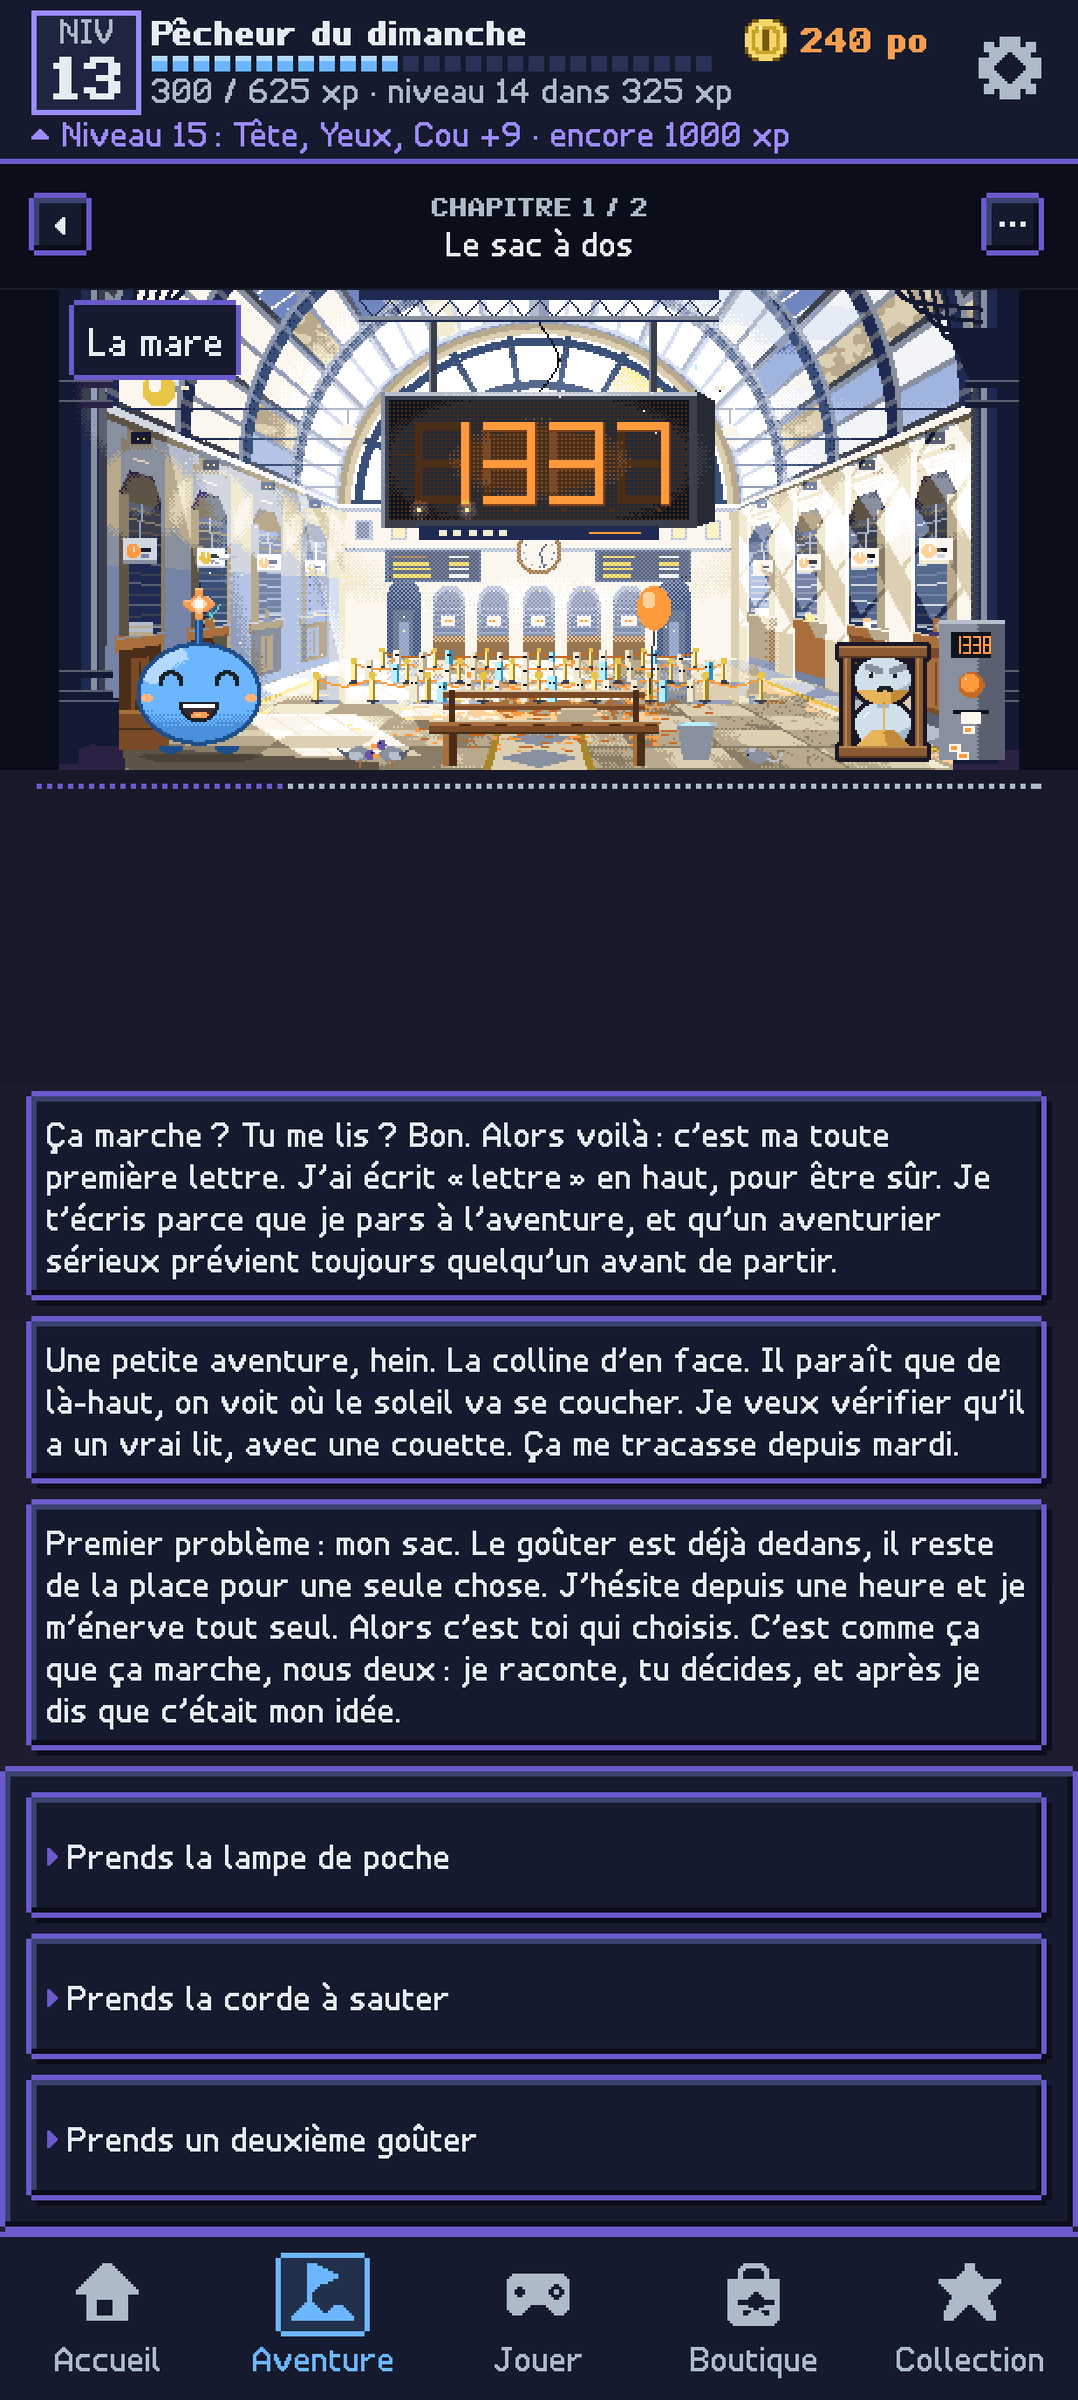 NIV
13
Pêcheur du dimanche
240 po
300 / 625 xp · niveau 14 dans 325 xp
Niveau 15 : Tête, Yeux, Cou +9 · encore 1000 xp
CHAPITRE 1 / 2
Le sac à dos
La mare
1337
1338
Ça marche ? Tu me lis ? Bon. Alors voilà : c’est ma toute
première lettre. J’ai écrit « lettre » en haut, pour être sûr. Je
t’écris parce que je pars à l’aventure, et qu’un aventurier
sérieux prévient toujours quelqu’un avant de partir.
Une petite aventure, hein. La colline d’en face. Il paraît que de
là-haut, on voit où le soleil va se coucher. Je veux vérifier qu’il
a un vrai lit, avec une couette. Ça me tracasse depuis mardi.
Premier problème : mon sac. Le goûter est déjà dedans, il reste
de la place pour une seule chose. J’hésite depuis une heure et je
m’énerve tout seul. Alors c’est toi qui choisis. C’est comme ça
que ça marche, nous deux : je raconte, tu décides, et après je
dis que c’était mon idée.
Prends la lampe de poche
Prends la corde à sauter
Prends un deuxième goûter
Accueil
Aventure
Jouer
Boutique
Collection